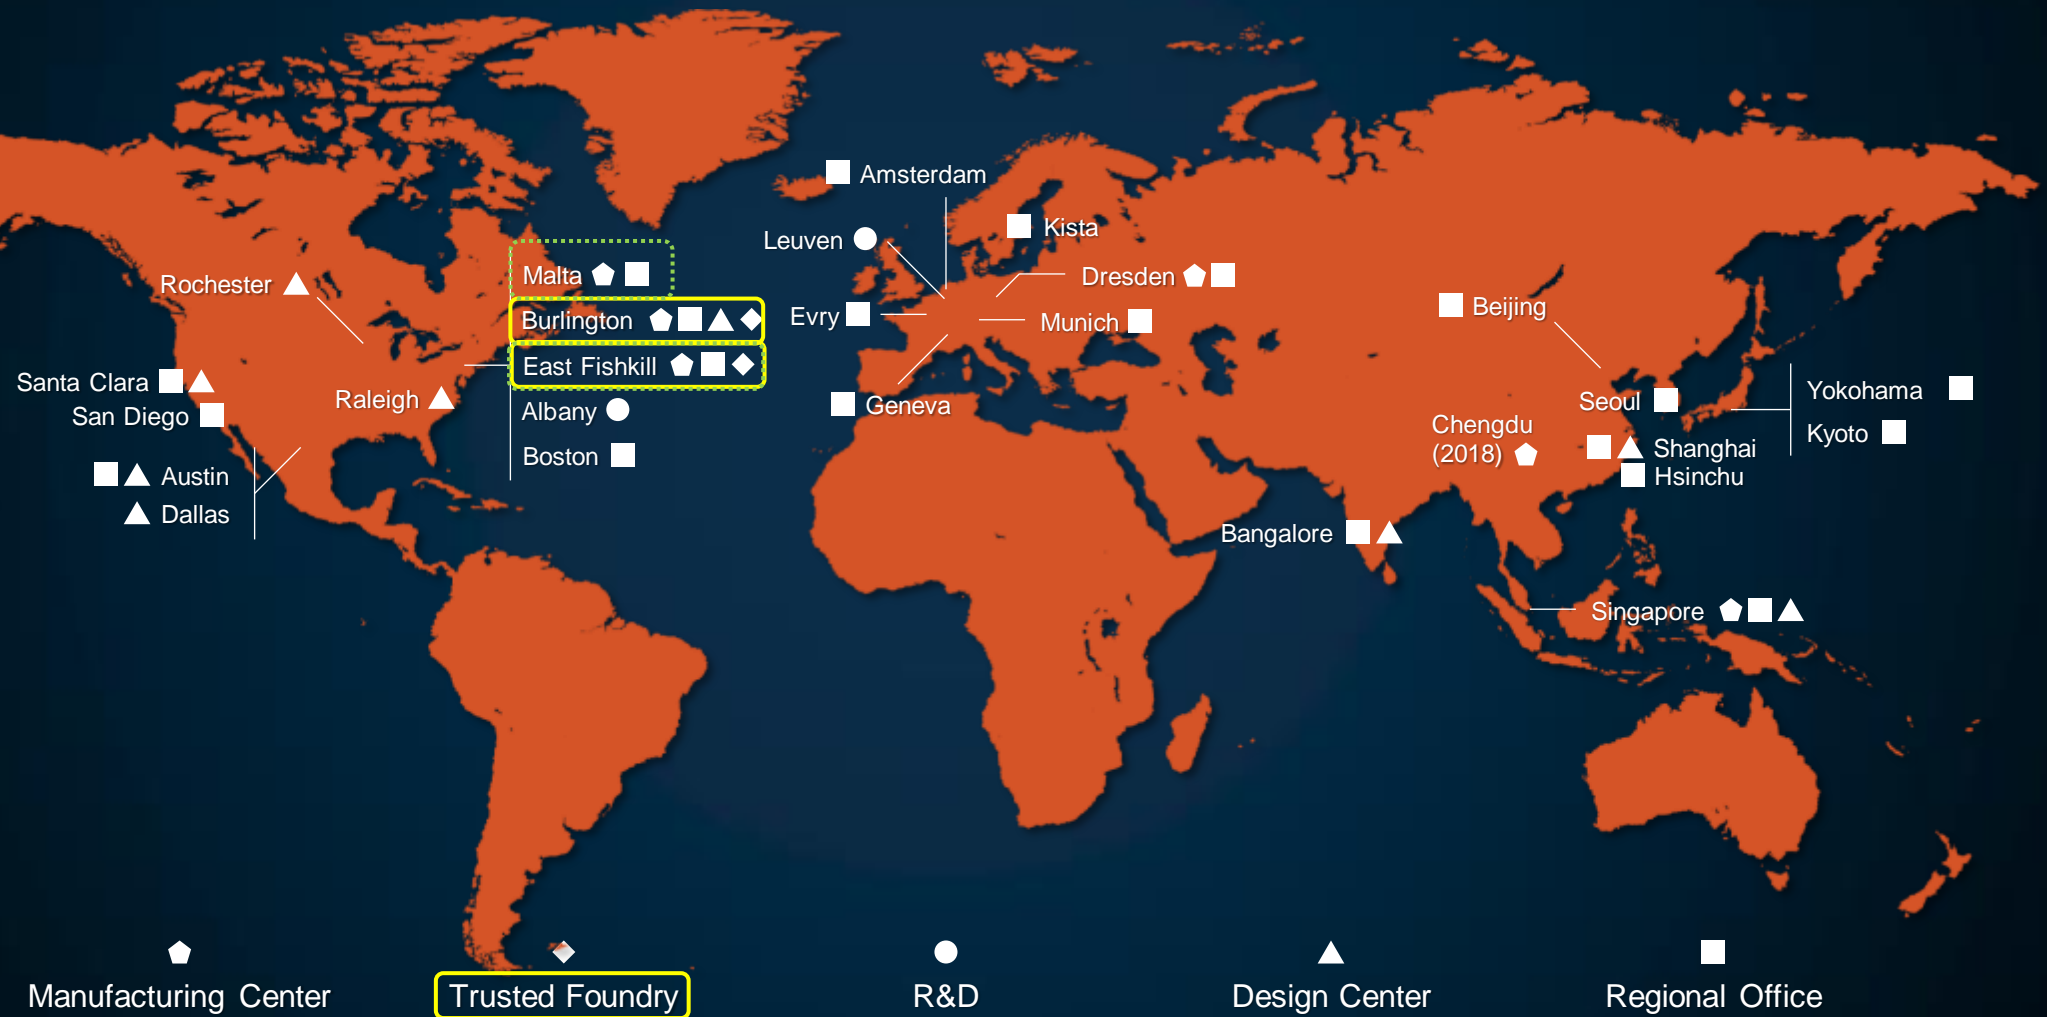 Amsterdam
Leuven
Kista
Malta
Dresden
Rochester
Burlington
Evry
Munich
Beijing
East Fishkill
Santa Clara
Raleigh
San Diego
Albany
Geneva
Seoul
Yokohama
Chengdu
(2018)
Kyoto
Boston
Shanghai
Austin
Hsinchu
Dallas
Bangalore
Singapore
Manufacturing Center
Trusted Foundry
R&D
Design Center
Regional Office